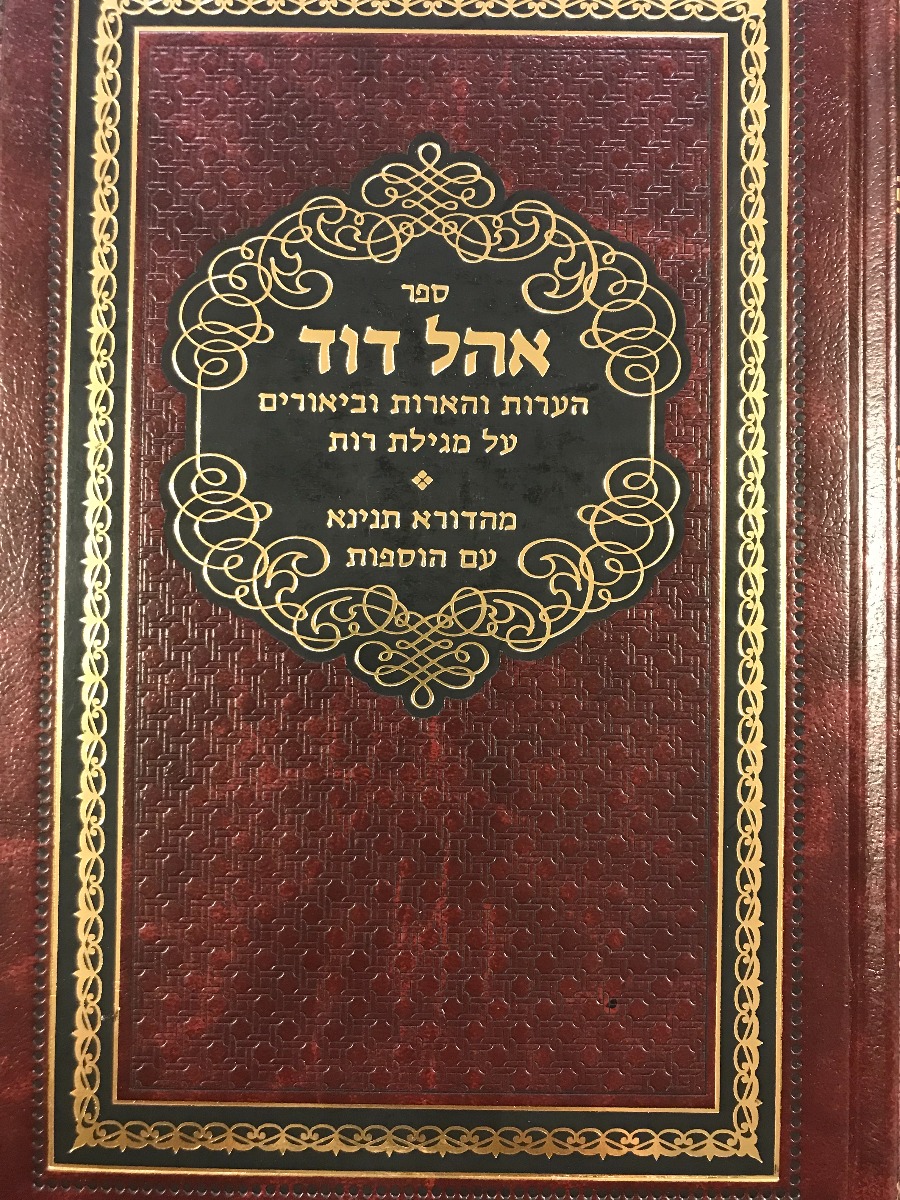 ספר
אהל דוד
הערות והארות וביאורים
על מגילת רות
מהדורא תנינא
עם הוספות